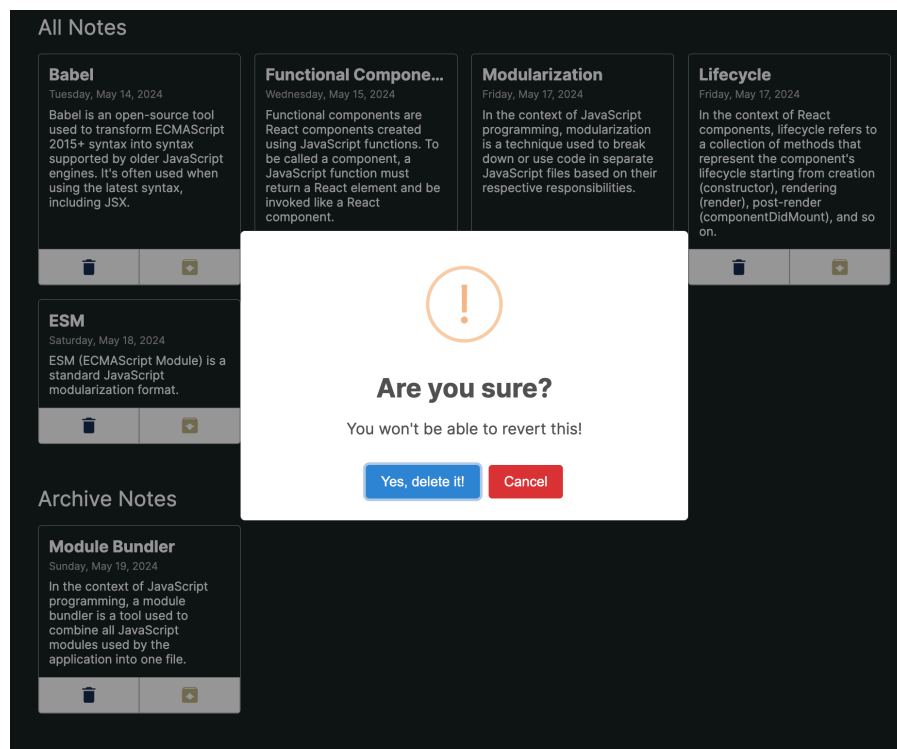 All Notes
Babel
Tuesday, May 14, 2024
Babel is an open-source tool
used to transform ECMAScript
2015+ syntax into syntax
supported by older JavaScript
engines. It's often used when
using the latest syntax,
including JSX.
Functional Compone...
Wednesday, May 15, 2024
Functional components are
React components created
using JavaScript functions. To
be called a component, a
JavaScript function must
return a React element and be
invoked like a React
component.
Modularization
Friday, May 17, 2024
In the context of JavaScript
programming, modularization
is a technique used to break
down or use code in separate
JavaScript files based on their
respective responsibilities.
Lifecycle
Friday, May 17, 2024
In the context of React
components, lifecycle refers to
a collection of methods that
represent the component's
lifecycle starting from creation
(constructor), rendering
(render), post-render
(componentDidMount), and so
on.
ESM
Saturday, May 18, 2024
ESM (ECMAScript Module) is a
standard JavaScript
modularization format.
!
Are you sure?
You won't be able to revert this!
Yes, delete it!
Cancel
Archive Notes
Module Bundler
Sunday, May 19, 2024
In the context of JavaScript
programming, a module
bundler is a tool used to
combine all JavaScript
modules used by the
application into one file.